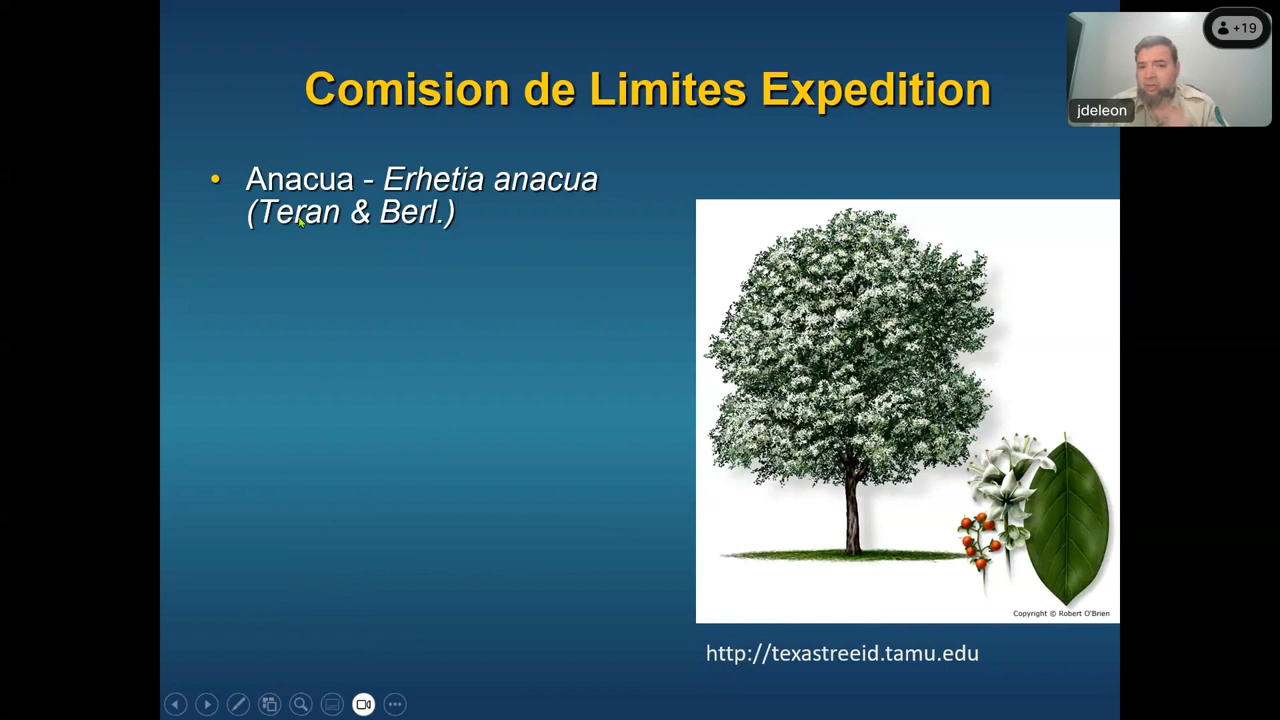 Comision de Limites Expedition
+19
jdeleon
• Anacua - Erhetia anacua
(Teran & Berl.)
Copyright © Robert O'Brien
http://texastreeid.tamu.edu